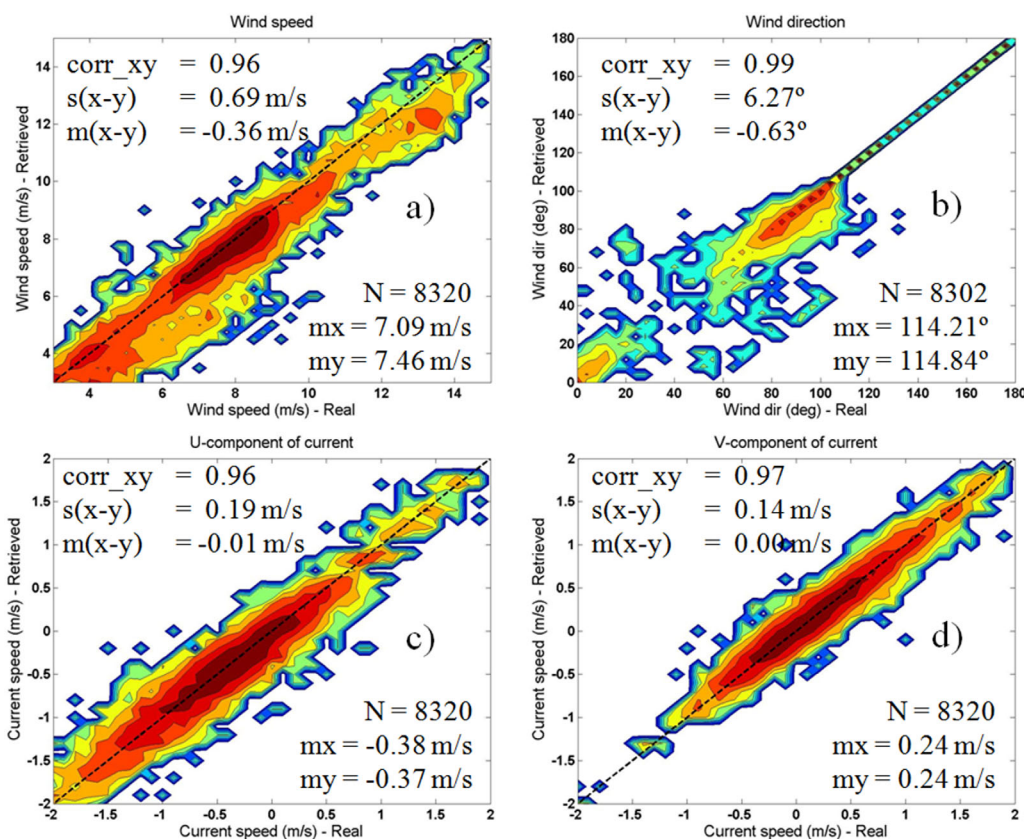 Wind speed
14
12
10
8
6
4
Wind speed (m/s) - Retrieved
corr_xy = 0.96
s(x-y) = 0.69 m/s
m(x-y) = -0.36 m/s
a)
N = 8320
mx = 7.09 m/s
my = 7.46 m/s
4 6 8 10 12 14
Wind speed (m/s) - Real
Wind direction
180
160
140
120
100
80
60
40
20
0
Wind dir (deg) - Retrieved
corr_xy = 0.99
s(x-y) = 6.27º
m(x-y) = -0.63º
b)
N = 8302
mx = 114.21º
my = 114.84º
0 20 40 60 80 100 120 140 160 180
Wind dir (deg) - Real
U-component of current
2
1.5
1
0.5
0
-0.5
-1
-1.5
-2
Current speed (m/s) - Retrieved
corr_xy = 0.96
s(x-y) = 0.19 m/s
m(x-y) = -0.01 m/s
c)
N = 8320
mx = -0.38 m/s
my = -0.37 m/s
-2 -1.5 -1 -0.5 0 0.5 1 1.5 2
Current speed (m/s) - Real
V-component of current
2
1.5
1
0.5
0
-0.5
-1
-1.5
-2
Current speed (m/s) - Retrieved
corr_xy = 0.97
s(x-y) = 0.14 m/s
m(x-y) = 0.00 m/s
d)
N = 8320
mx = 0.24 m/s
my = 0.24 m/s
-2 -1.5 -1 -0.5 0 0.5 1 1.5 2
Current speed (m/s) - Real